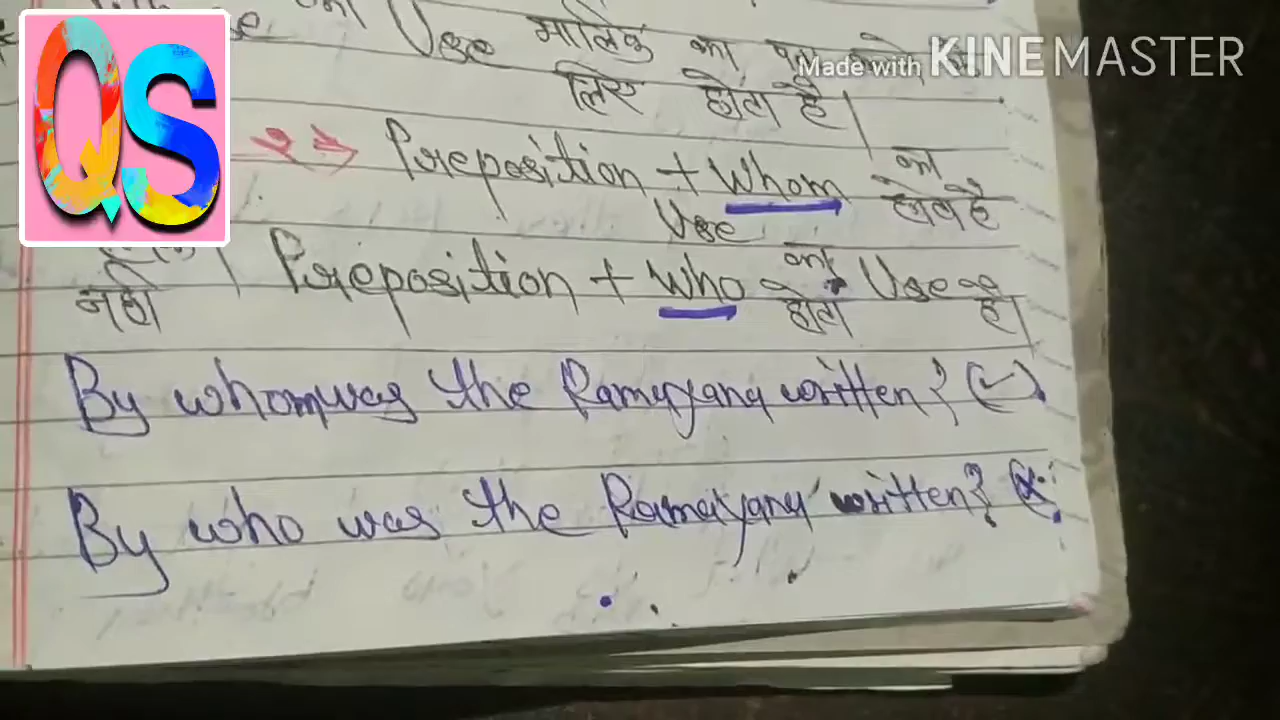 का Use मालिक का
लिए होता है।
Made with KINEMASTER
QS
Preposition + Whom का
Use होता है
नहीं। Preposition + Who का Use
होता है।
By whom was the Ramayana written? (✓)
By who was the Ramayana written? (×)